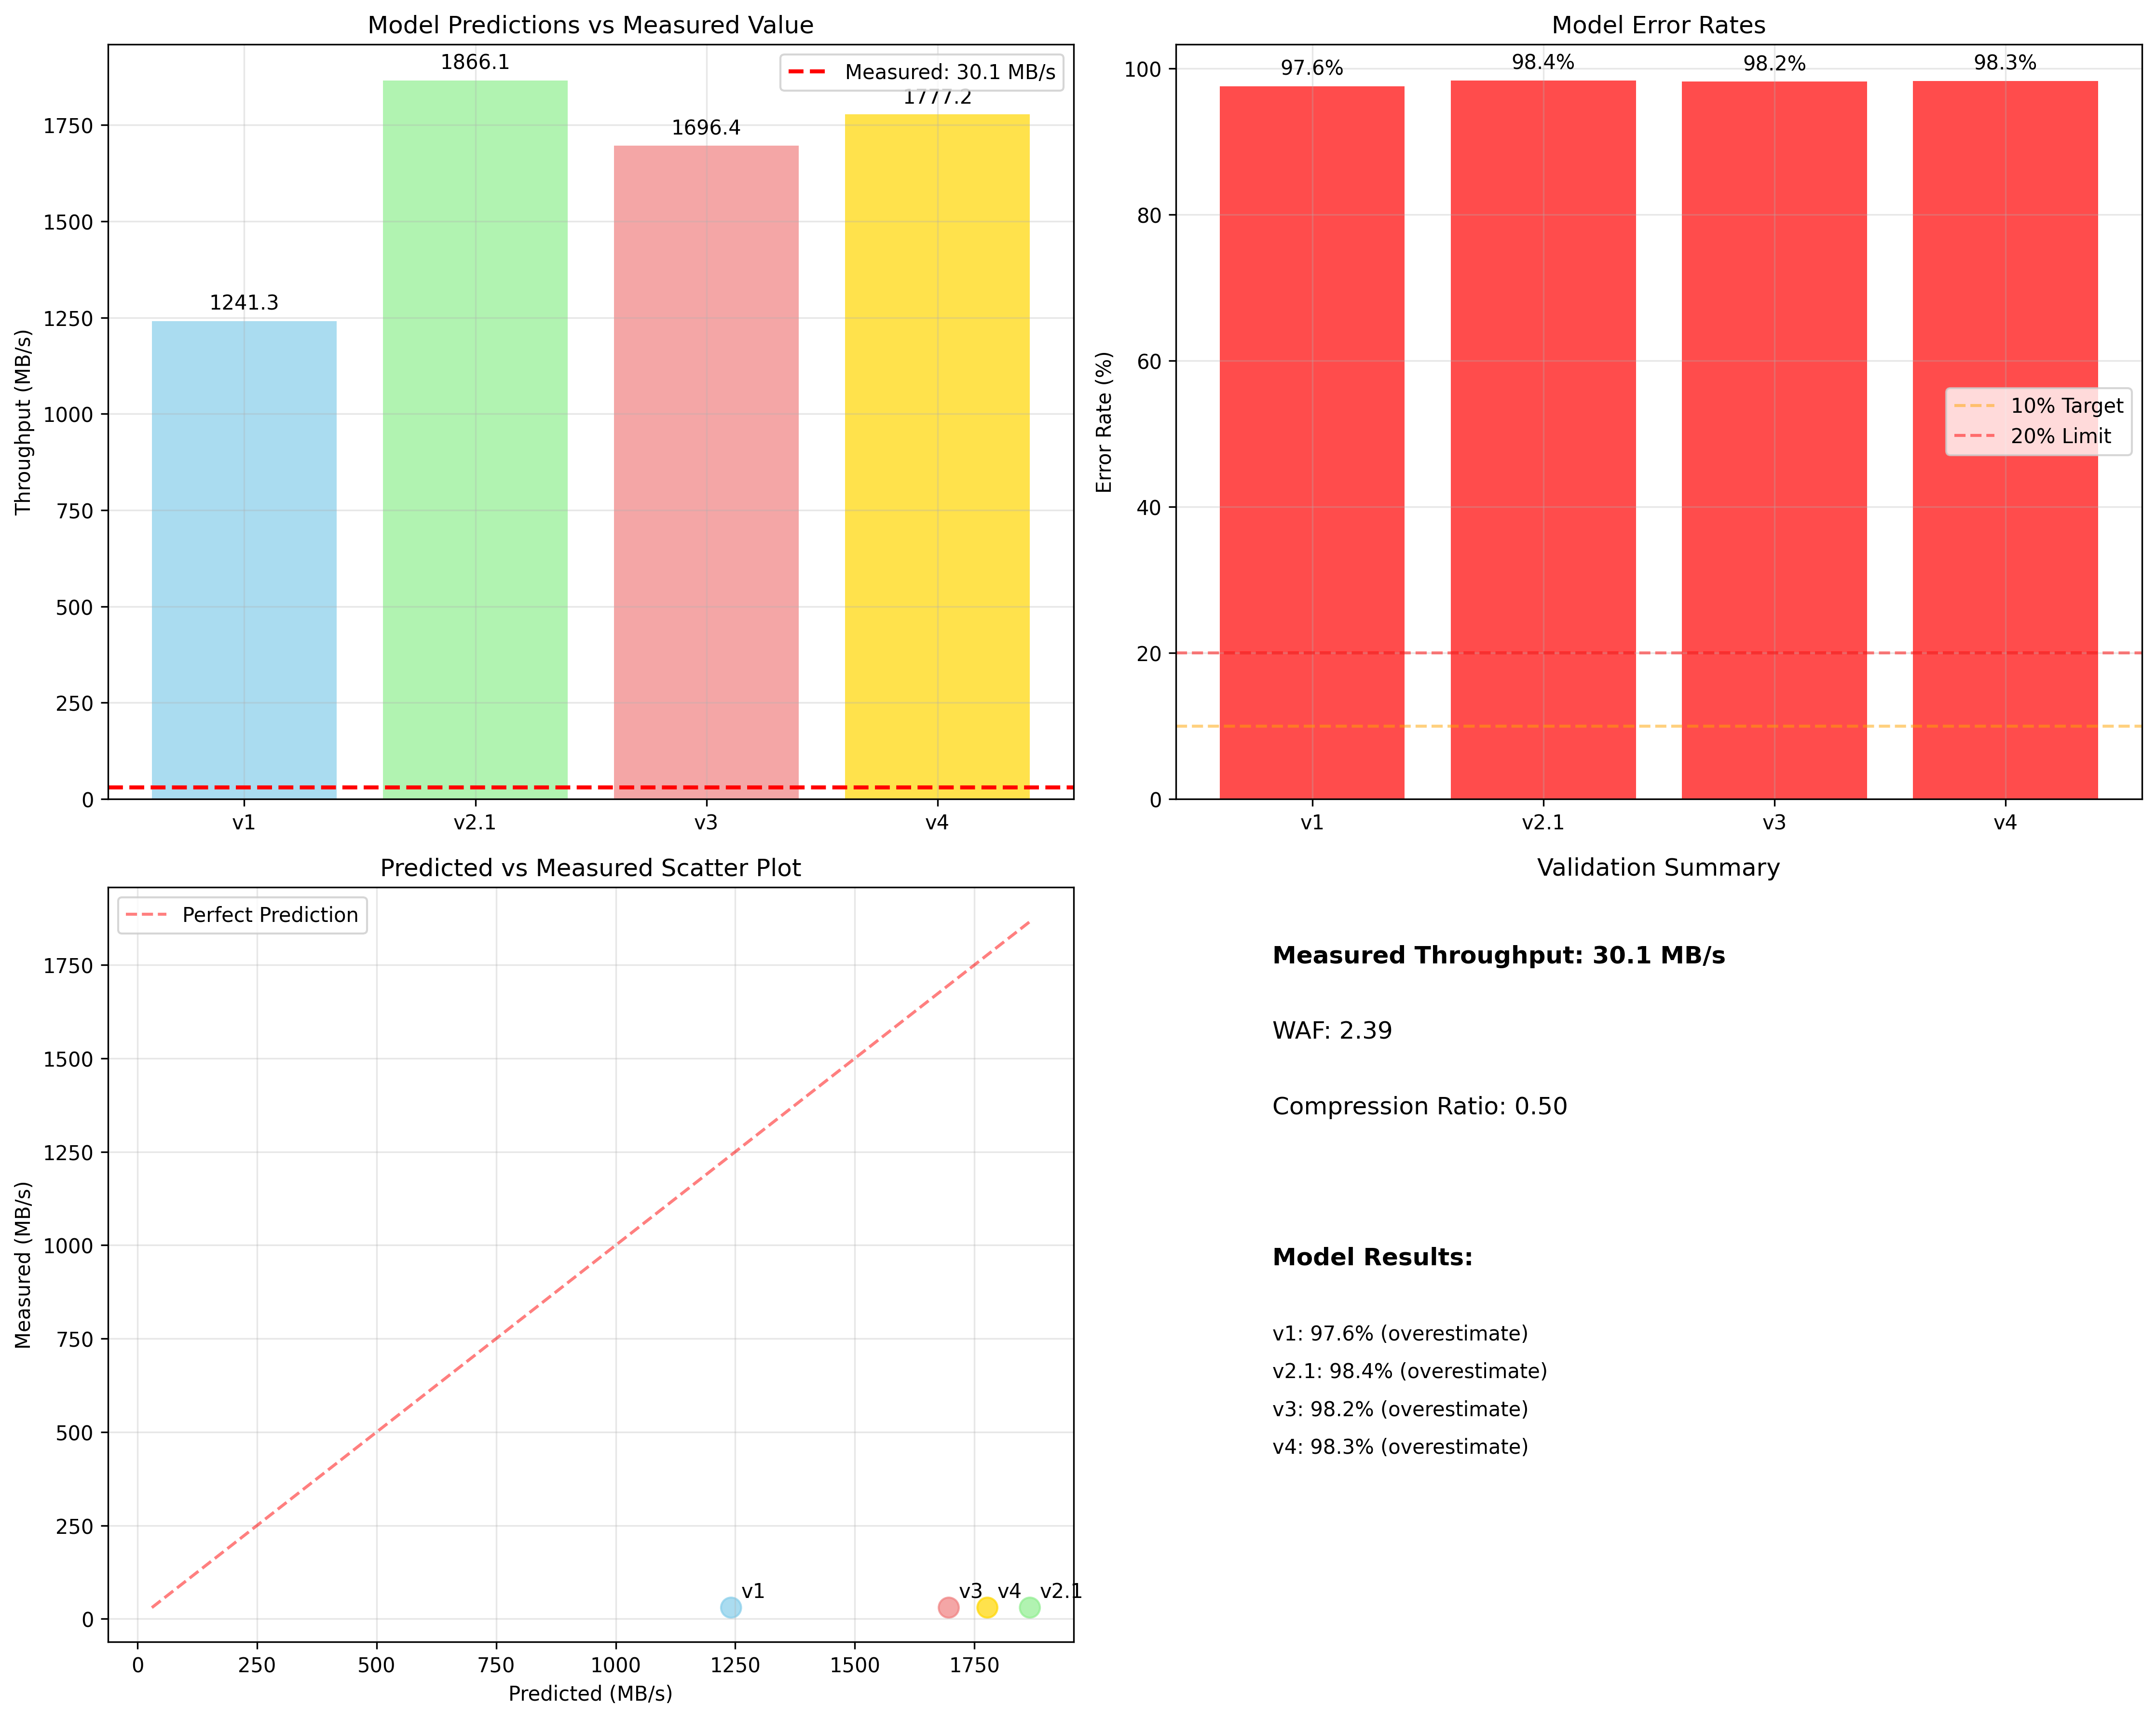 Model Predictions vs Measured Value
Throughput (MB/s)
1750
1500
1250
1000
750
500
250
0
1241.3
1866.1
1696.4
1777.2
Measured: 30.1 MB/s
v1
v2.1
v3
v4
Model Error Rates
Error Rate (%)
100
80
60
40
20
0
97.6%
98.4%
98.2%
98.3%
10% Target
20% Limit
v1
v2.1
v3
v4
Predicted vs Measured Scatter Plot
Perfect Prediction
Measured (MB/s)
1750
1500
1250
1000
750
500
250
0
v1
v3
v4
v2.1
0
250
500
750
1000
1250
1500
1750
Predicted (MB/s)
Validation Summary
Measured Throughput: 30.1 MB/s
WAF: 2.39
Compression Ratio: 0.50
Model Results:
v1: 97.6% (overestimate)
v2.1: 98.4% (overestimate)
v3: 98.2% (overestimate)
v4: 98.3% (overestimate)